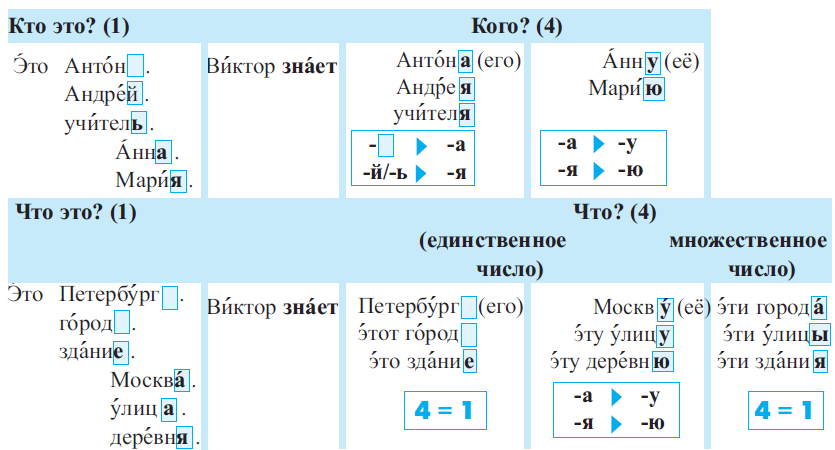 Кто это? (1) Кого? (4)
Э́то Анто́н . Ви́ктор зна́ет Анто́на (его) А́нну (её)
Андре́й . Андре́я Мари́ю
учи́тель . учи́теля
А́нна . - ▶ -а -а ▶ -у
Мари́я . -й/-ь ▶ -я -я ▶ -ю
Что это? (1) Что? (4)
(единственное множественное
число) число)
Э́то Петербу́рг . Ви́ктор зна́ет Петербу́рг (его) Москву́ (её) э́ти города́
го́род . э́тот го́род э́ту у́лицу э́ти у́лицы
зда́ние . э́то зда́ние э́ту дере́вню э́ти зда́ния
Москва́ . 4 = 1 -а ▶ -у 4 = 1
у́лица . -я ▶ -ю
дере́вня .